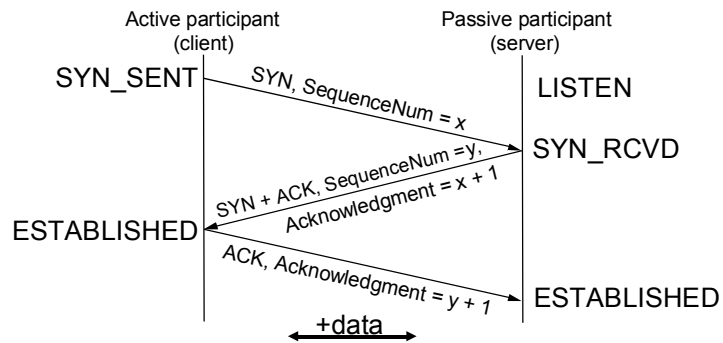 Active participant
(client)
Passive participant
(server)
SYN_SENT
SYN, SequenceNum = x
LISTEN
SYN_RCVD
SYN + ACK, SequenceNum =y,
Acknowledgment = x + 1
ESTABLISHED
ACK, Acknowledgment = y + 1
ESTABLISHED
+data